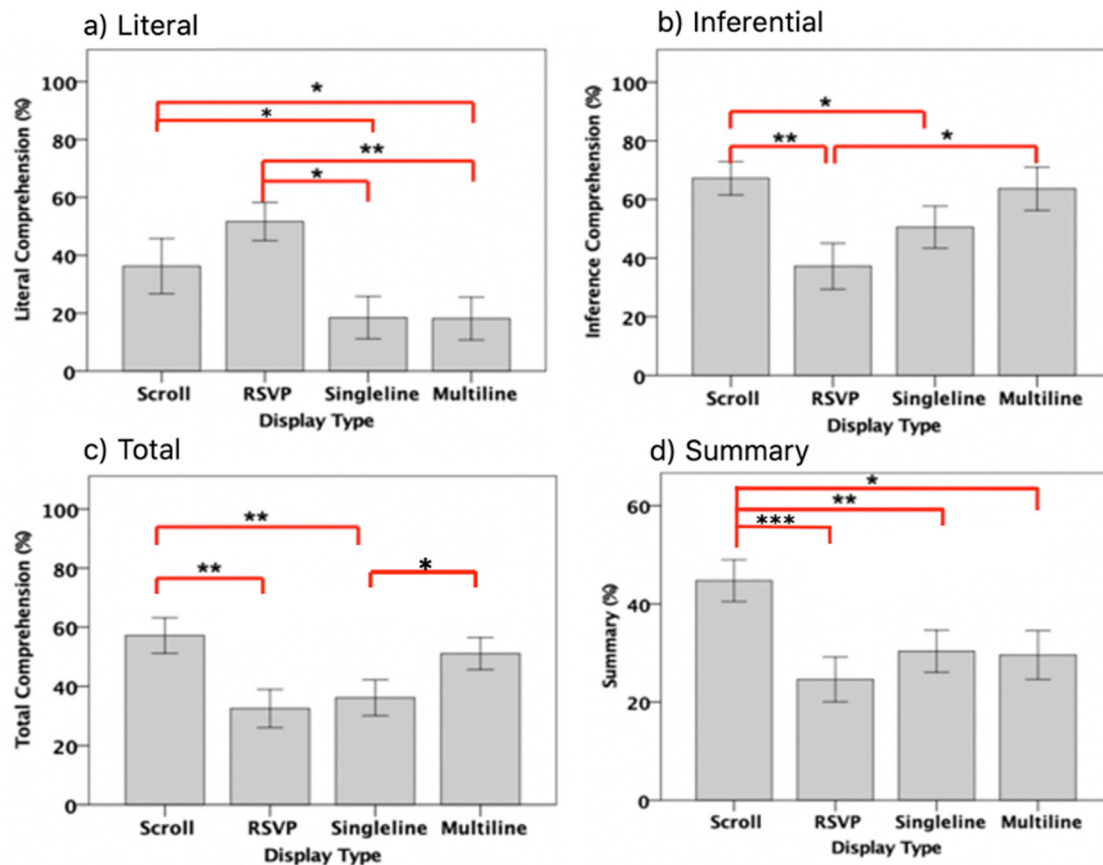 a) Literal
Literal Comprehension (%)
100
80
60
40
20
0
*
*
**
*
Scroll RSVP Singleline Multiline
Display Type
b) Inferential
Inference Comprehension (%)
100
80
60
40
20
0
*
**
*
Scroll RSVP Singleline Multiline
Display Type
c) Total
Total Comprehension (%)
100
80
60
40
20
0
**
**
*
Scroll RSVP Singleline Multiline
Display Type
d) Summary
Summary (%)
60
40
20
0
*
**
***
Scroll RSVP Singleline Multiline
Display Type